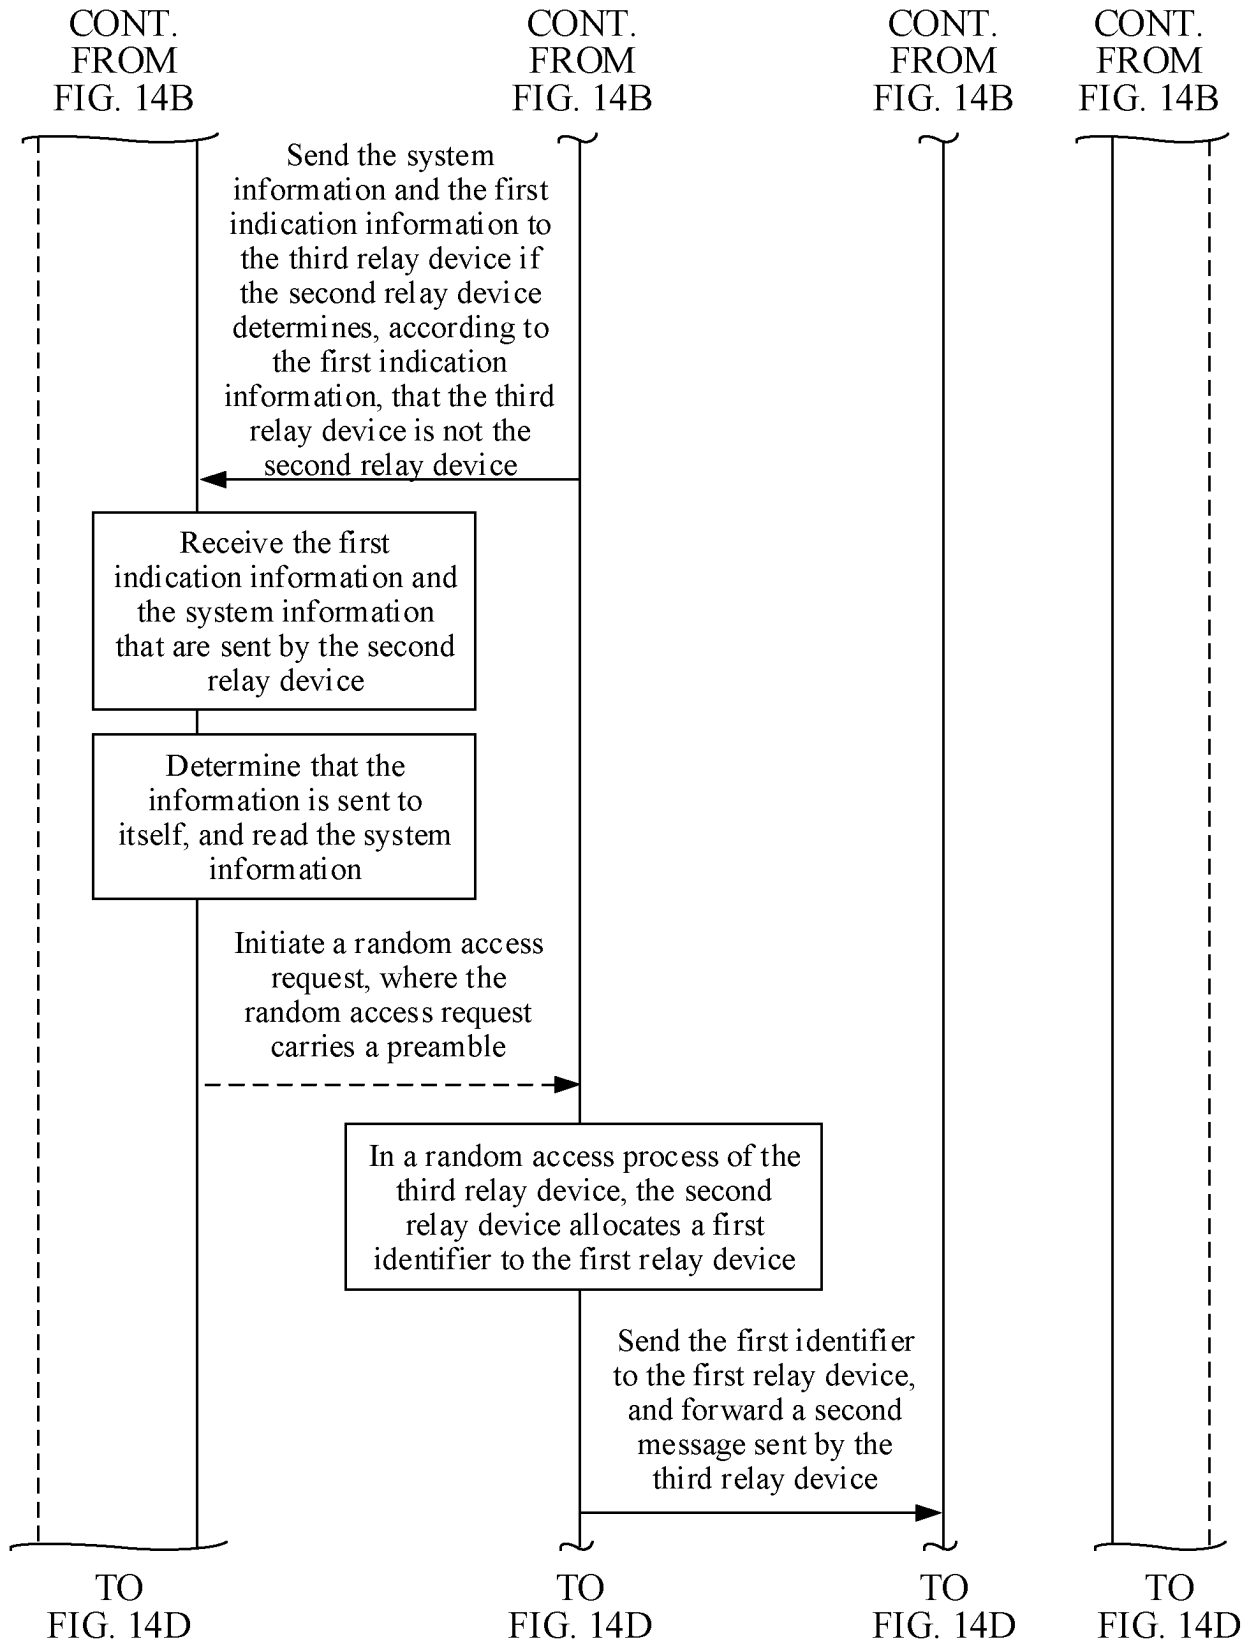 CONT.
FROM
FIG. 14B
CONT.
FROM
FIG. 14B
CONT.
FROM
FIG. 14B
CONT.
FROM
FIG. 14B
Send the system
information and the first
indication information to
the third relay device if
the second relay device
determines, according to
the first indication
information, that the third
relay device is not the
second relay device
Receive the first
indication information and
the system information
that are sent by the second
relay device
Determine that the
information is sent to
itself, and read the system
information
Initiate a random access
request, where the
random access request
carries a preamble
In a random access process of the
third relay device, the second
relay device allocates a first
identifier to the first relay device
Send the first identifier
to the first relay device,
and forward a second
message sent by the
third relay device
TO
FIG. 14D
TO
FIG. 14D
TO
FIG. 14D
TO
FIG. 14D